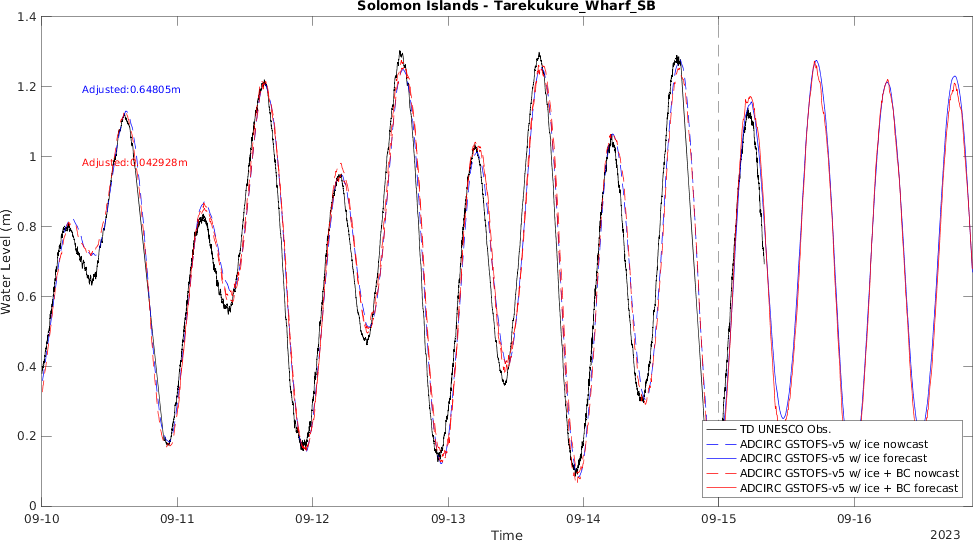 Solomon Islands - Tarekukure_Wharf_SB
1.4
1.2
1
0.8
0.6
0.4
0.2
0
Water Level (m)
Adjusted:0.64805m
Adjusted:0.042928m
TD UNESCO Obs.
ADCIRC GSTOFS-v5 w/ ice nowcast
ADCIRC GSTOFS-v5 w/ ice forecast
ADCIRC GSTOFS-v5 w/ ice + BC nowcast
ADCIRC GSTOFS-v5 w/ ice + BC forecast
09-10 09-11 09-12 09-13 09-14 09-15 09-16
Time
2023